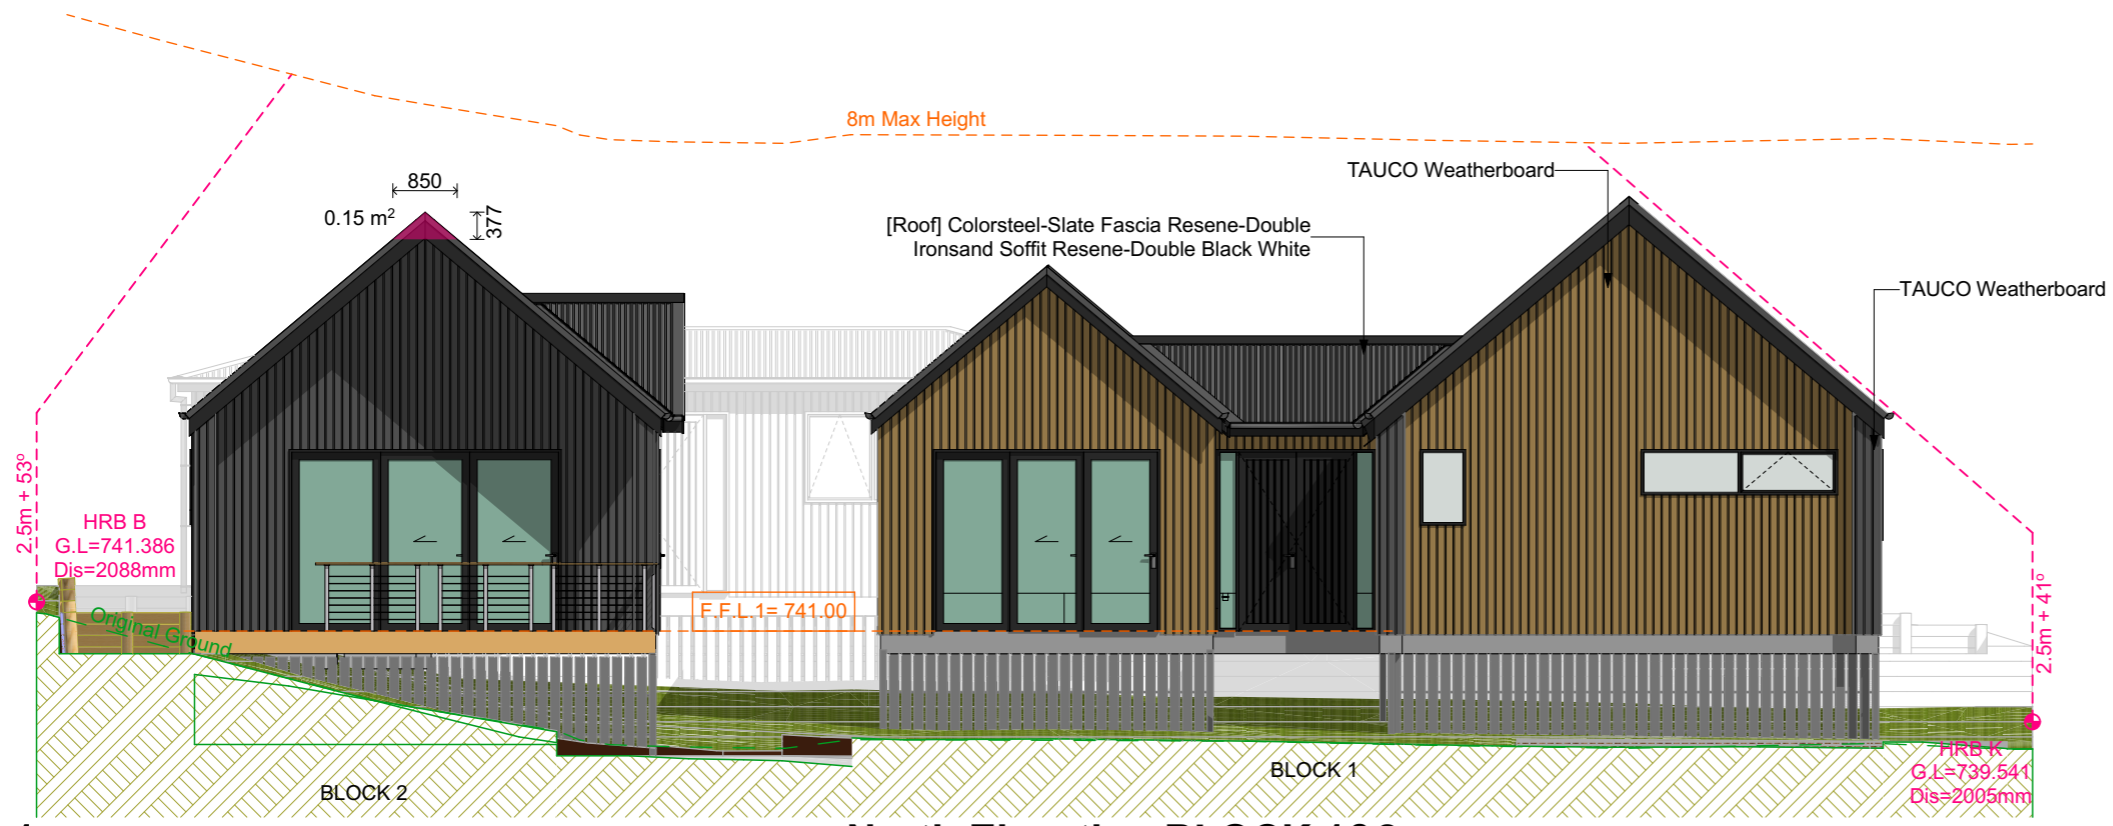 8m Max Height
TAUCO Weatherboard
850
377
0.15 m²
[Roof] Colorsteel-Slate Fascia Resene-Double
Ironsand Soffit Resene-Double Black White
TAUCO Weatherboard
2.5m + 53º
HRB B
G.L=741.386
Dis=2088mm
Original Ground
F.F.L.1= 741.00
2.5m + 41º
HRB K
G.L=739.541
Dis=2005mm
BLOCK 1
BLOCK 2